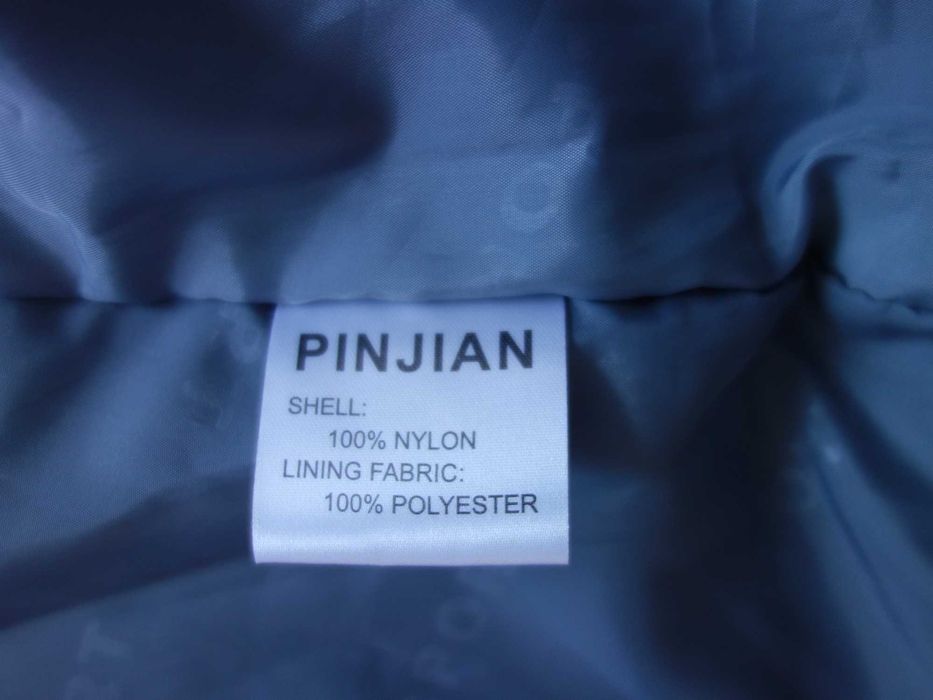 PINJIAN
SHELL:
100% NYLON
LINING FABRIC:
100% POLYESTER